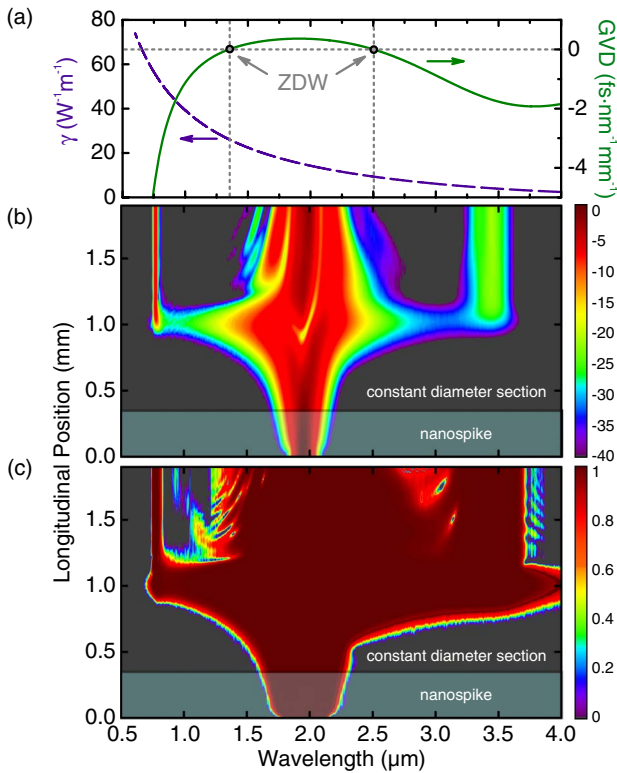 (a)
80
60
40
20
0
γ (W⁻¹m⁻¹)
ZDW
0
-2
-4
GVD (fs·nm⁻¹mm⁻¹)
(b)
1.5
1.0
0.5
0.0
constant diameter section
nanospike
0
-5
-10
-15
-20
-25
-30
-35
-40
Longitudinal Position (mm)
(c)
1.5
1.0
0.5
0.0
constant diameter section
nanospike
1
0.8
0.6
0.4
0.2
0
0.5 1.0 1.5 2.0 2.5 3.0 3.5 4.0
Wavelength (μm)